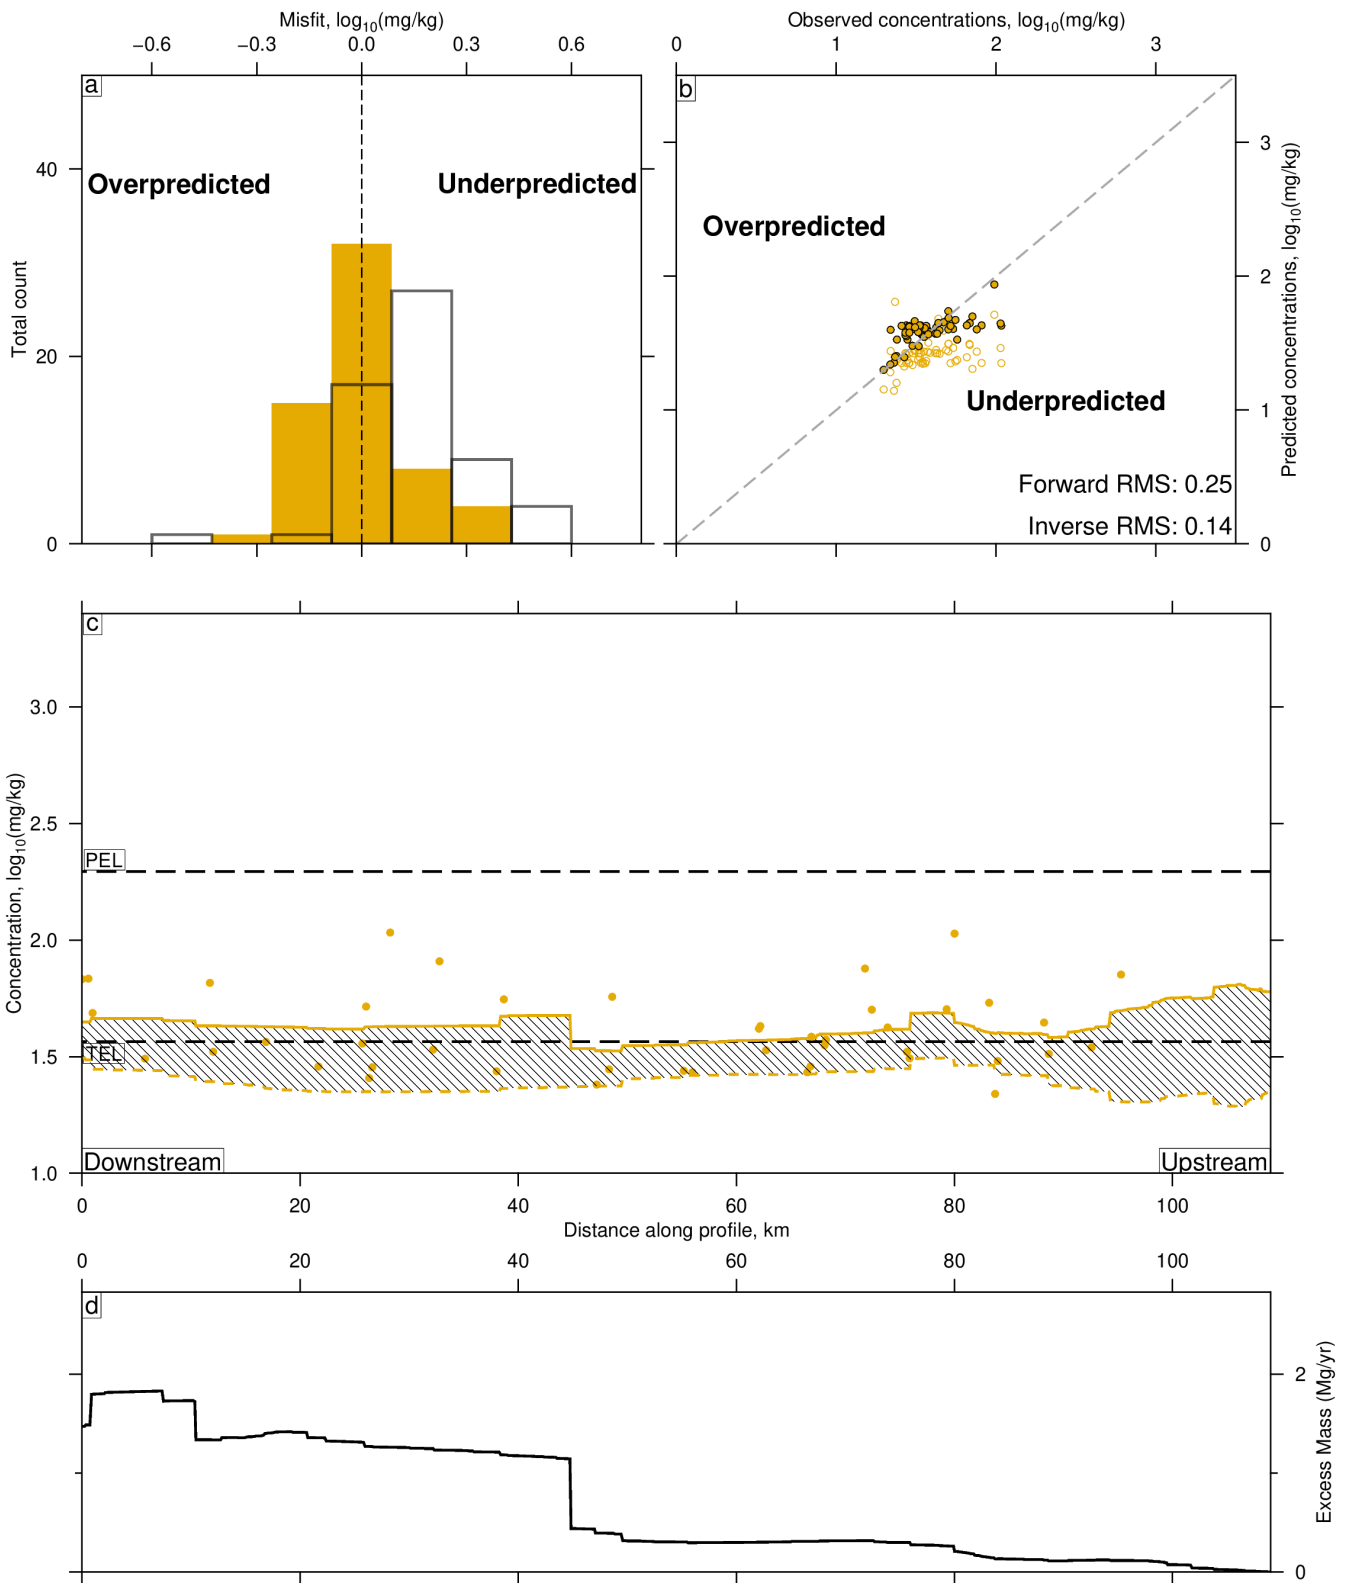 Misfit, log10(mg/kg)
−0.6 −0.3 0.0 0.3 0.6
a
Overpredicted Underpredicted
Total count
40
20
0
Observed concentrations, log10(mg/kg)
0 1 2 3
b
Overpredicted
Underpredicted
Forward RMS: 0.25
Inverse RMS: 0.14
3
2
1
0
Predicted concentrations, log10(mg/kg)
c
Concentration, log10(mg/kg)
3.0
2.5
2.0
1.5
1.0
PEL
TEL
Downstream Upstream
0 20 40 60 80 100
Distance along profile, km
0 20 40 60 80 100
d
2
0
Excess Mass (Mg/yr)